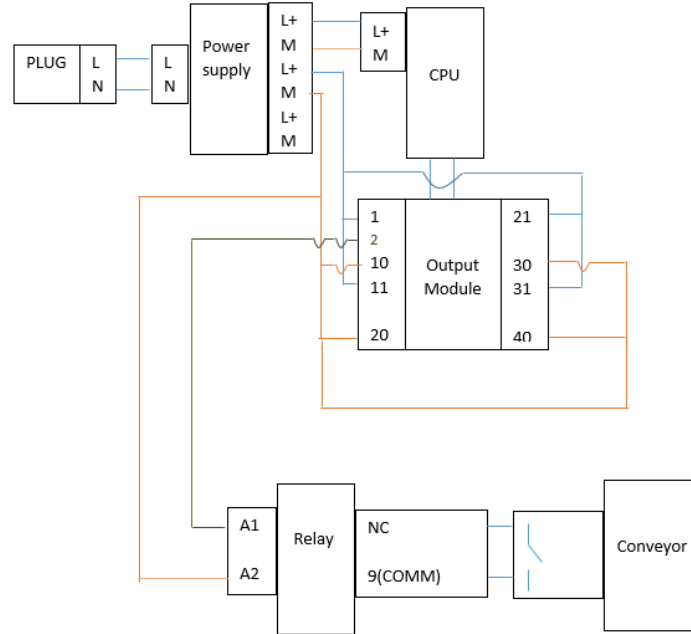 PLUG
L
N
L
N
Power
supply
L+
M
L+
M
L+
M
L+
M
CPU
1
2
10
11
20
Output
Module
21
30
31
40
A1
A2
Relay
NC
9(COMM)
Conveyor